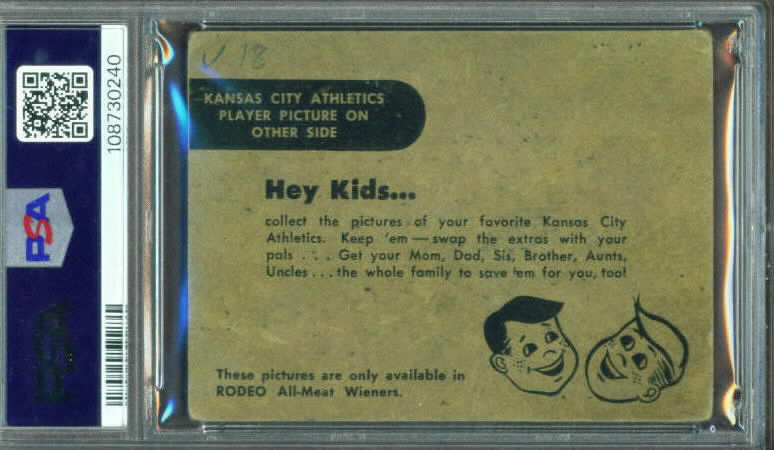 108730240
PSA
PSA
✓ 18
KANSAS CITY ATHLETICS
PLAYER PICTURE ON
OTHER SIDE
Hey Kids...
collect the pictures of your favorite Kansas City
Athletics. Keep 'em — swap the extras with your
pals . . . Get your Mom, Dad, Sis, Brother, Aunts,
Uncles . . . the whole family to save 'em for you, too!
These pictures are only available in
RODEO All-Meat Wieners.